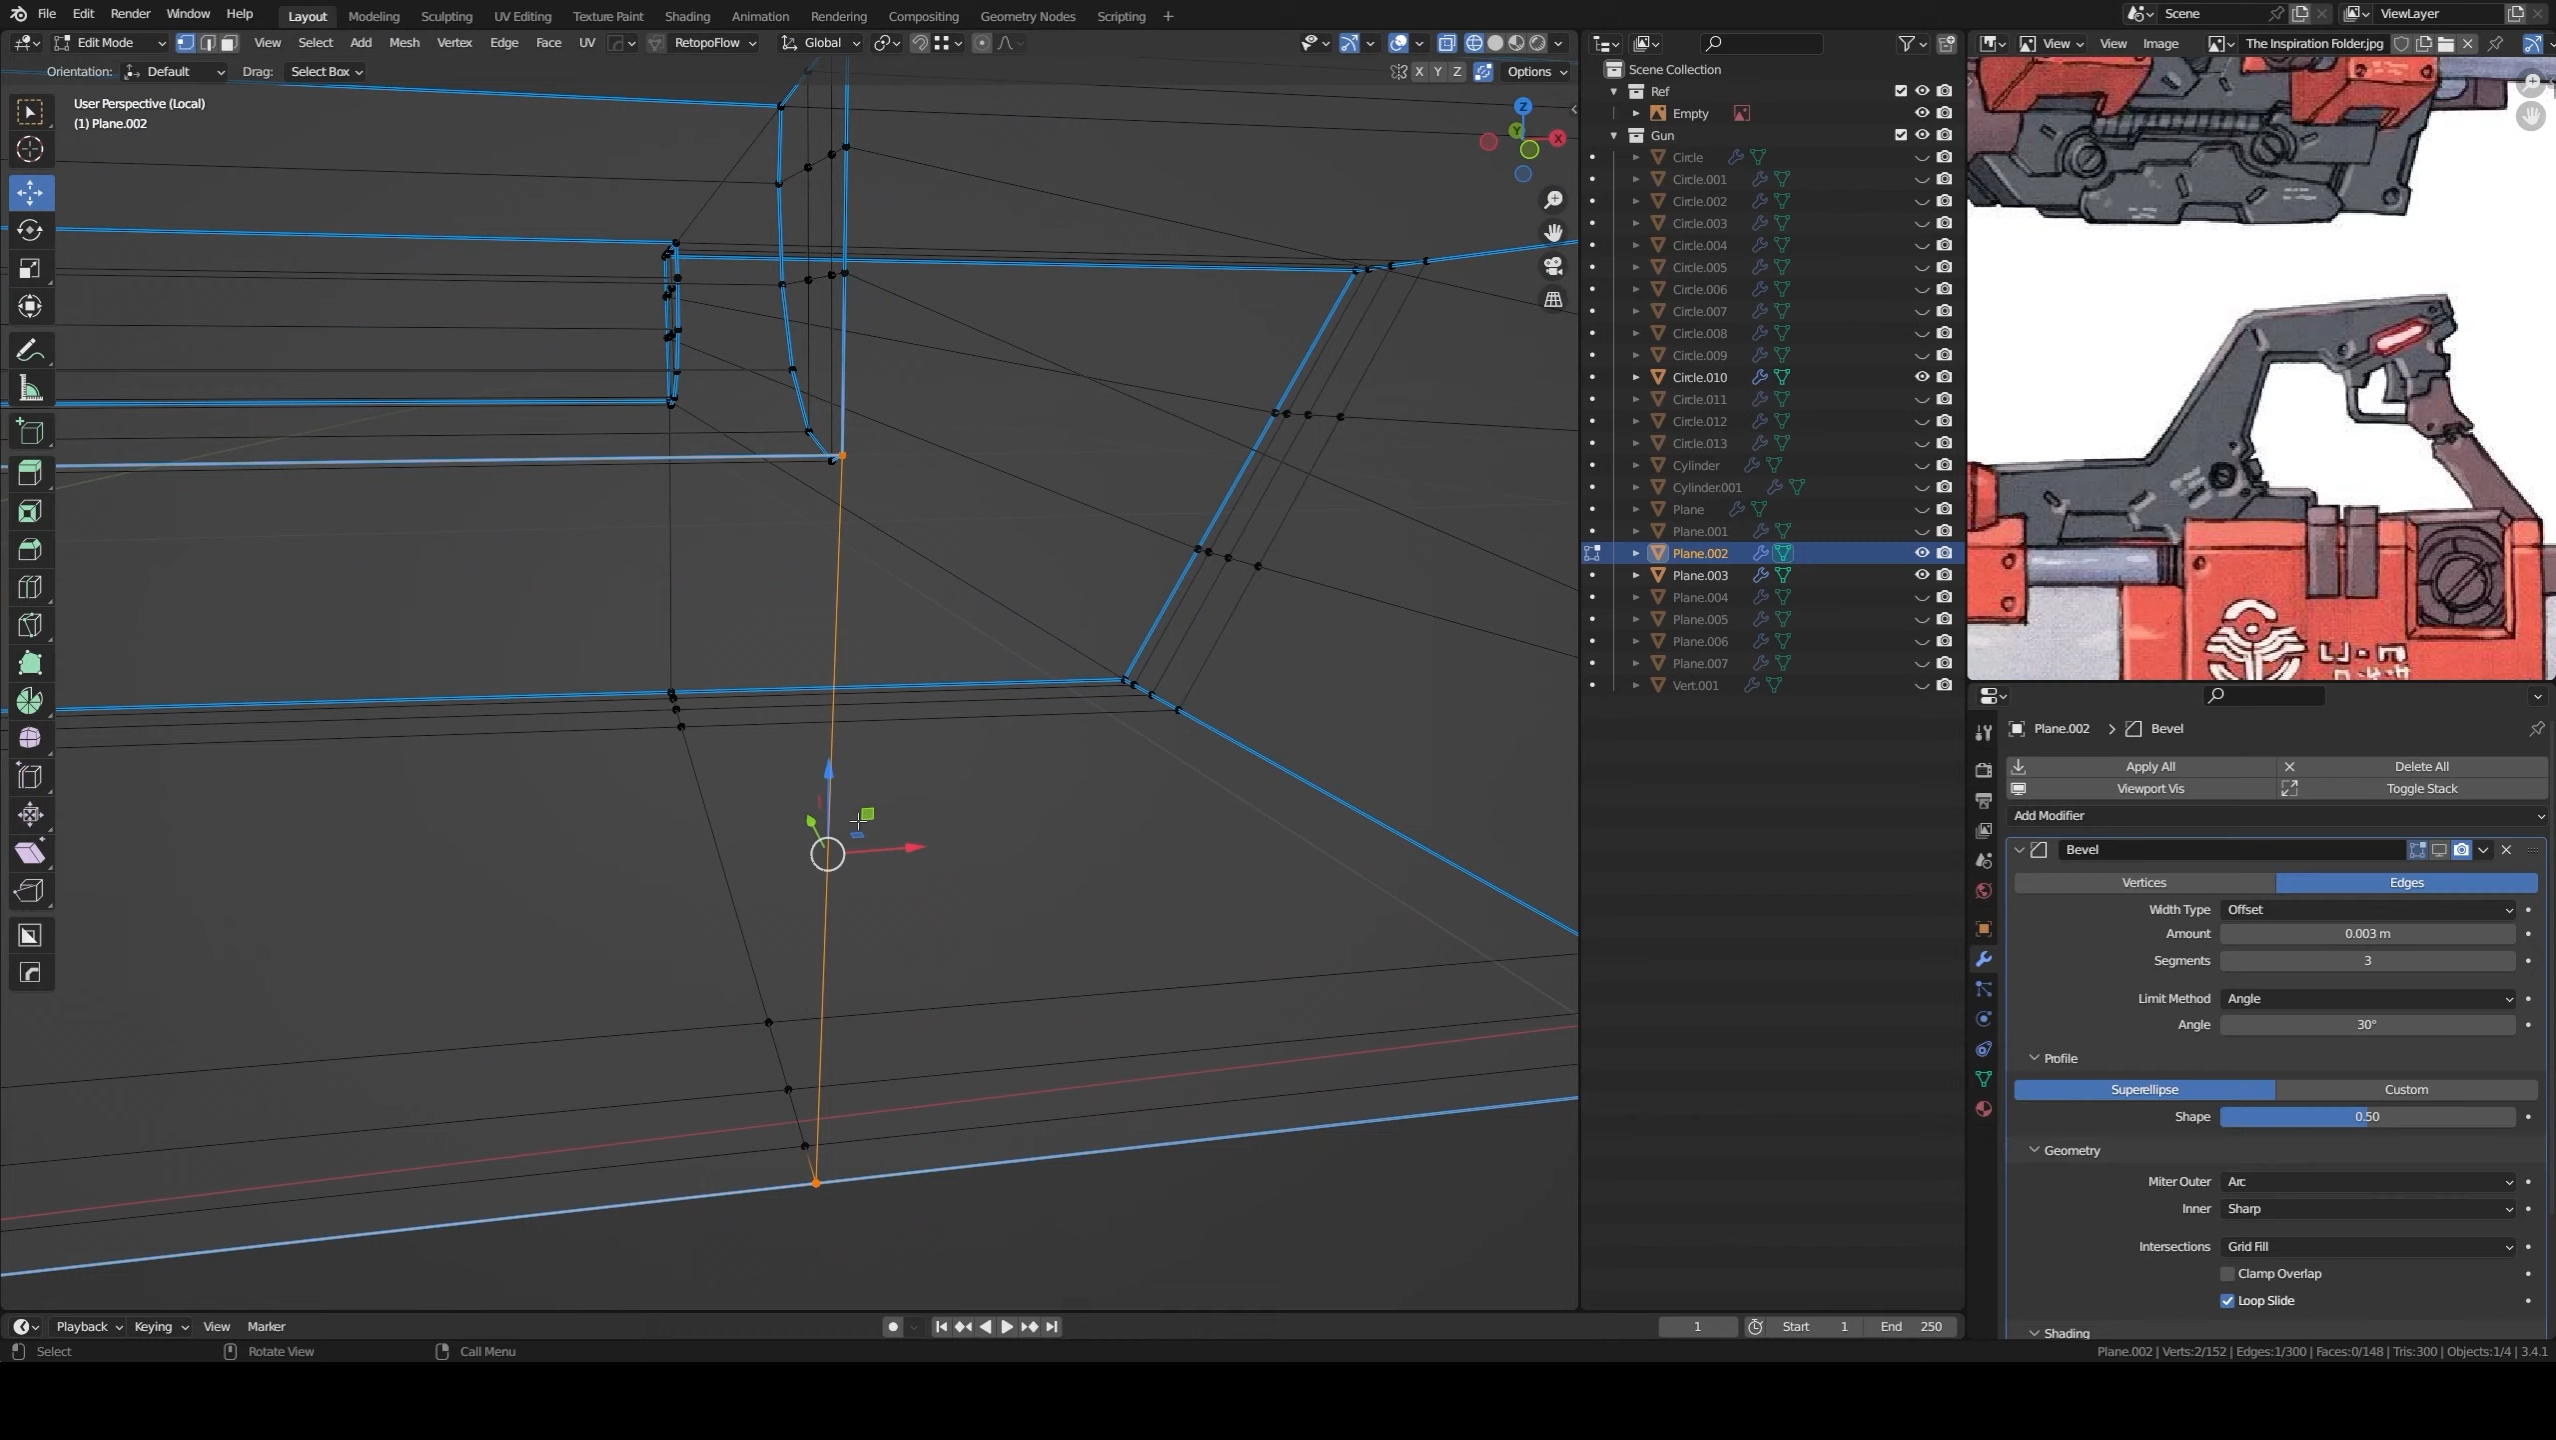 File Edit Render Window Help Layout Modeling Sculpting UV Editing Texture Paint Shading Animation Rendering Compositing Geometry Nodes Scripting + Scene ViewLayer
Edit Mode View Select Add Mesh Vertex Edge Face UV RetopoFlow Global View View Image The Inspiration Folder.jpg
Orientation: Default Drag: Select Box X Y Z Options
User Perspective (Local)
(1) Plane.002
Z
Y
X
Scene Collection
Ref
Empty
Gun
Circle
Circle.001
Circle.002
Circle.003
Circle.004
Circle.005
Circle.006
Circle.007
Circle.008
Circle.009
Circle.010
Circle.011
Circle.012
Circle.013
Cylinder
Cylinder.001
Plane
Plane.001
Plane.002
Plane.003
Plane.004
Plane.005
Plane.006
Plane.007
Vert.001
Plane.002 > Bevel
Apply All Delete All
Viewport Vis Toggle Stack
Add Modifier
Bevel
Vertices Edges
Width Type Offset
Amount 0.003 m
Segments 3
Limit Method Angle
Angle 30°
Profile
Superellipse Custom
Shape 0.50
Geometry
Miter Outer Arc
Inner Sharp
Intersections Grid Fill
Clamp Overlap
Loop Slide
Shading
Playback Keying View Marker 1 Start 1 End 250
Select Rotate View Call Menu Plane.002 | Verts:2/152 | Edges:1/300 | Faces:0/148 | Tris:300 | Objects:1/4 | 3.4.1